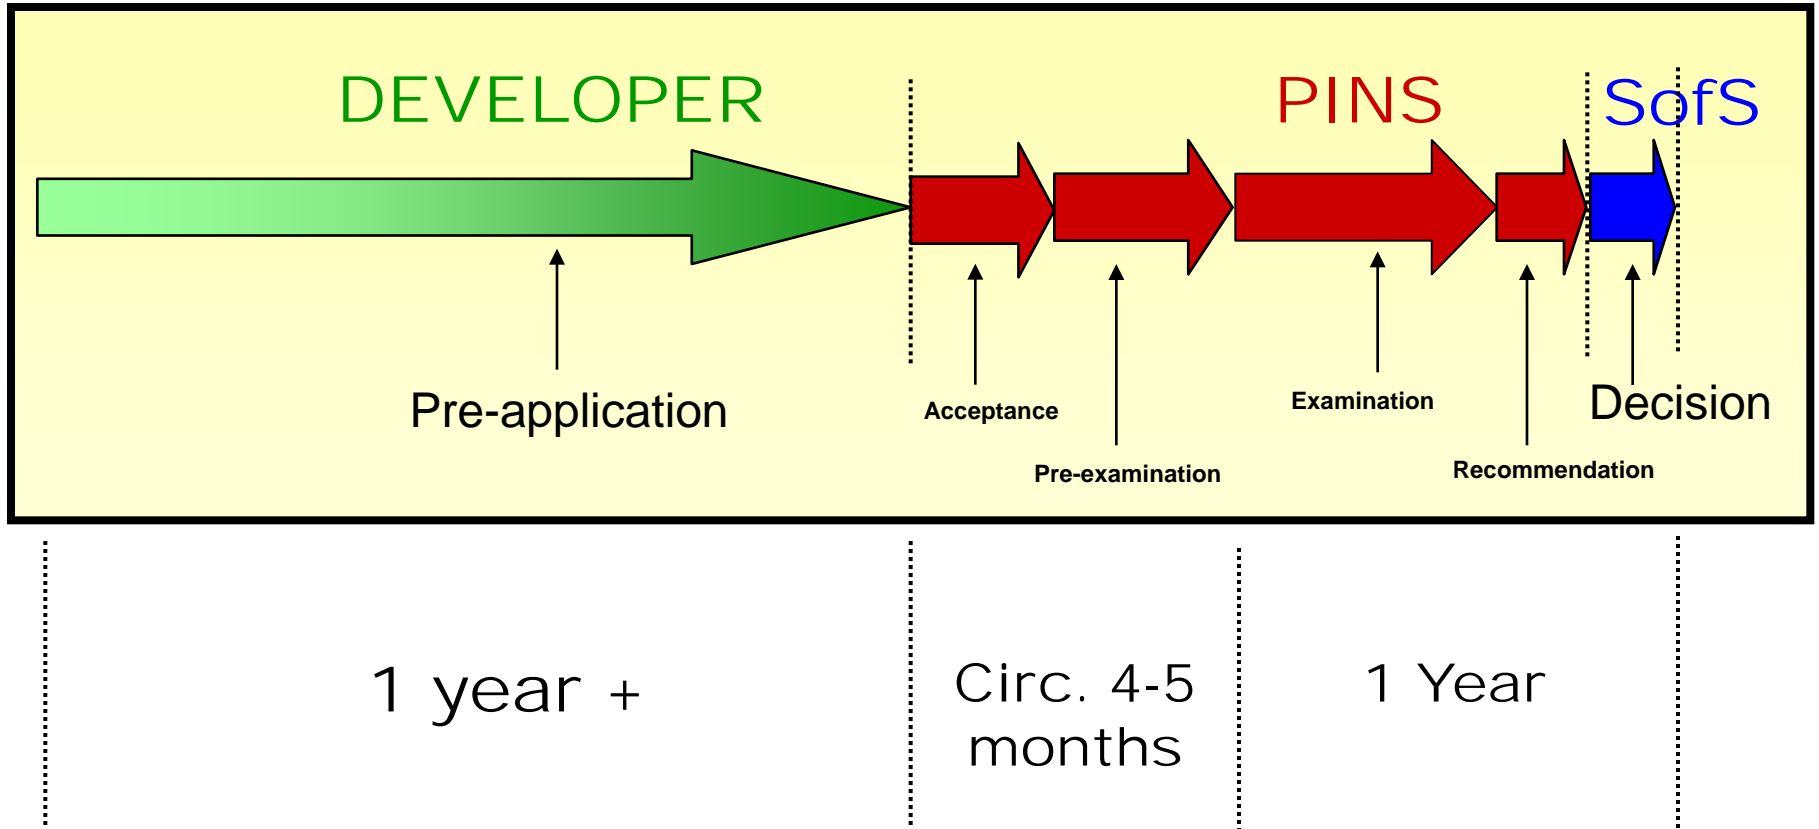 DEVELOPER
PINS
SofS
Pre-application
Acceptance
Examination
Decision
Pre-examination
Recommendation
1 year +
Circ. 4-5
months
1 Year